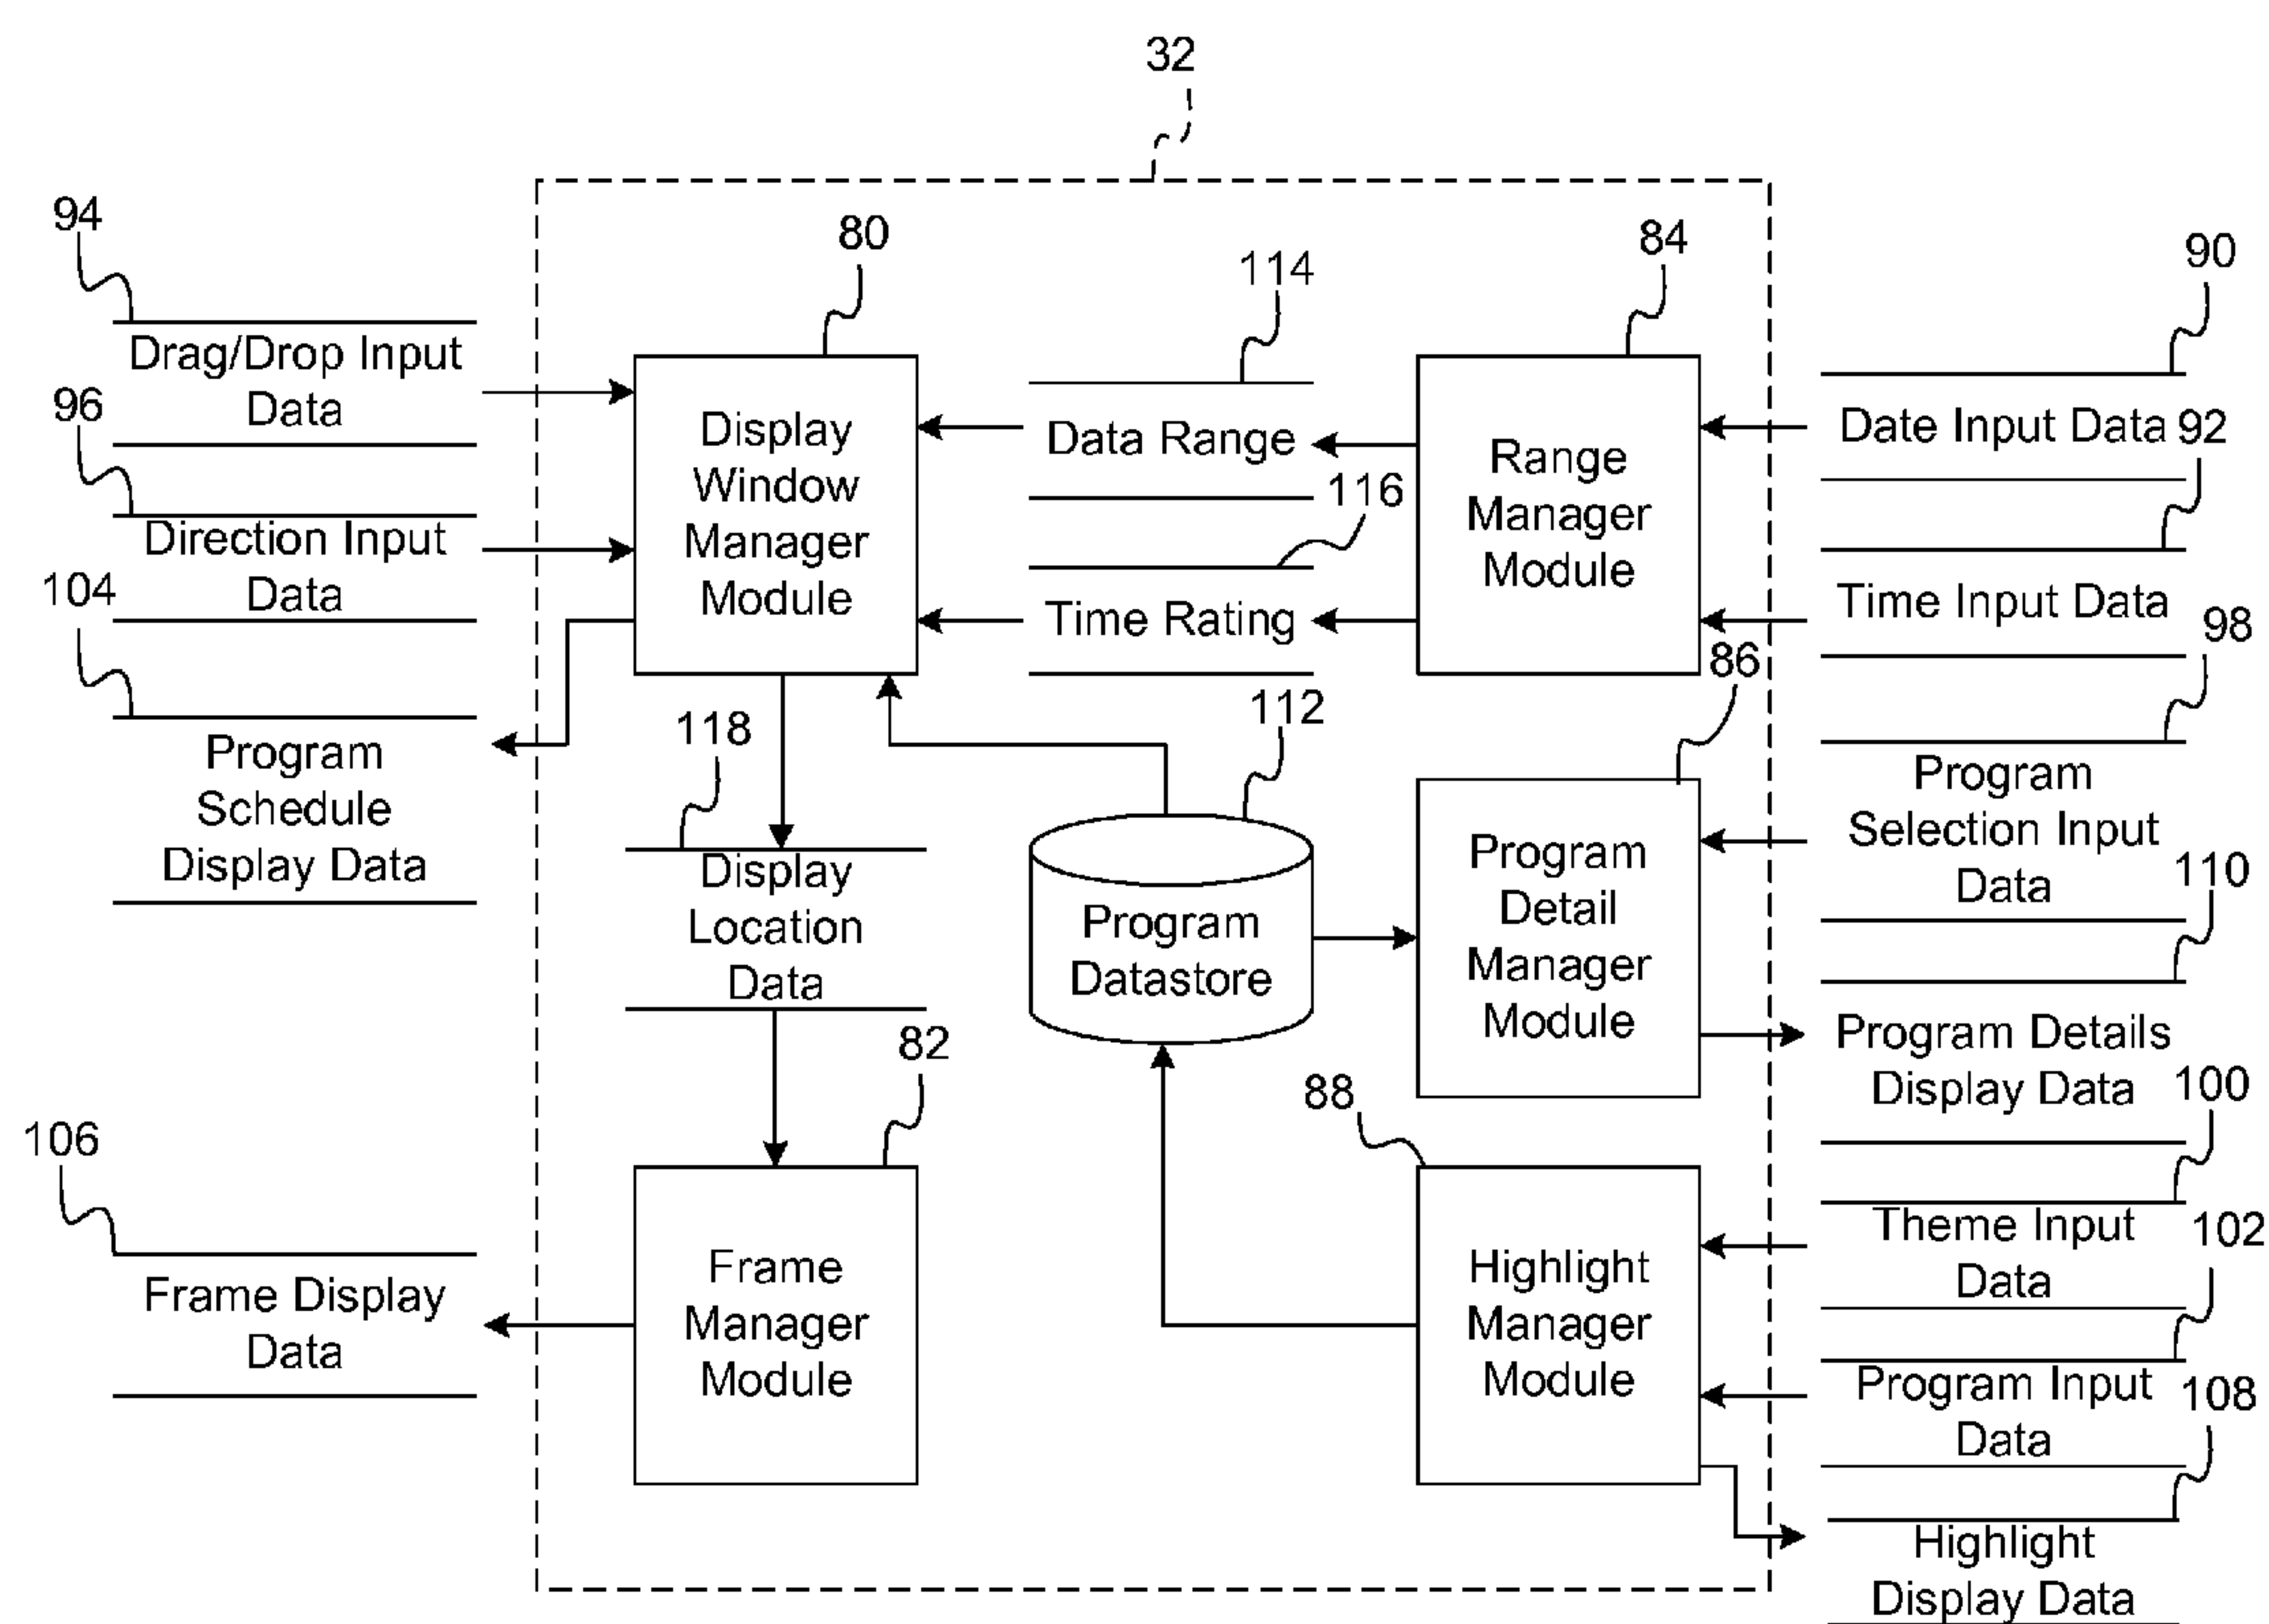 32
94
80
84
90
114
Drag/Drop Input
Data
96
Display
Window
Manager
Module
Data Range
116
Range
Manager
Module
Date Input Data
92
Direction Input
Data
104
Time Rating
Time Input Data
98
86
Program
Schedule
Display Data
118
112
Program
Selection Input
Data
110
Display
Location
Data
Program
Datastore
Program
Detail
Manager
Module
Program Details
Display Data
100
82
88
106
Frame Display
Data
Frame
Manager
Module
Highlight
Manager
Module
Theme Input
Data
102
Program Input
Data
108
Highlight
Display Data